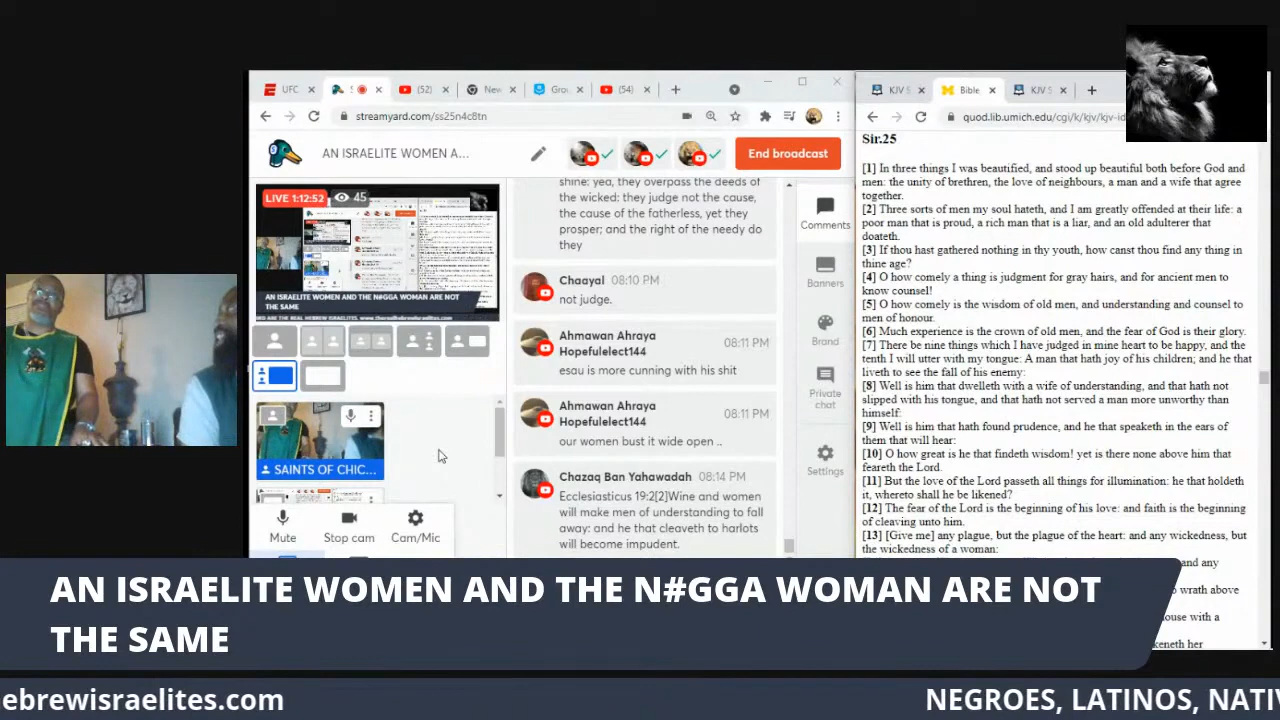 UFC
(52)
New
Grou
(54)
streamyard.com/ss25n4c8tn
AN ISRAELITE WOMEN A...
End broadcast
LIVE 1:12:52 45
AN ISRAELITE WOMEN AND THE N#GGA WOMAN ARE NOT
THE SAME
SAINTS OF CHIC...
Mute
Stop cam
Cam/Mic
shine: yea, they overpass the deeds of
the wicked: they judge not the cause,
the cause of the fatherless, yet they
prosper; and the right of the needy do
they
Chaayal 08:10 PM
not judge.
Ahmawan Ahraya
Hopefulelect144
08:11 PM
esau is more cunning with his shit
Ahmawan Ahraya
Hopefulelect144
08:11 PM
our women bust it wide open ..
Chazaq Ban Yahawadah 08:14 PM
Ecclesiasticus 19:2[2]Wine and women
will make men of understanding to fall
away: and he that cleaveth to harlots
will become impudent.
Comments
Banners
Brand
Private
chat
Settings
KJV S
Bible
KJV S
quod.lib.umich.edu/cgi/k/kjv/kjv-id
Sir.25
[1] In three things I was beautified, and stood up beautiful both before God and
men: the unity of brethren, the love of neighbours, a man and a wife that agree
together.
[2] Three sorts of men my soul hateth, and I am greatly offended at their life: a
poor man that is proud, a rich man that is a liar, and an old adulterer that
doateth.
[3] If thou hast gathered nothing in thy youth, how canst thou find any thing in
thine age?
[4] O how comely a thing is judgment for gray hairs, and for ancient men to
know counsel!
[5] O how comely is the wisdom of old men, and understanding and counsel to
men of honour.
[6] Much experience is the crown of old men, and the fear of God is their glory.
[7] There be nine things which I have judged in mine heart to be happy, and the
tenth I will utter with my tongue: A man that hath joy of his children; and he that
liveth to see the fall of his enemy:
[8] Well is him that dwelleth with a wife of understanding, and that hath not
slipped with his tongue, and that hath not served a man more unworthy than
himself:
[9] Well is him that hath found prudence, and he that speaketh in the ears of
them that will hear:
[10] O how great is he that findeth wisdom! yet is there none above him that
feareth the Lord.
[11] But the love of the Lord passeth all things for illumination: he that holdeth
it, whereto shall he be likened?
[12] The fear of the Lord is the beginning of his love: and faith is the beginning
of cleaving unto him.
[13] [Give me] any plague, but the plague of the heart: and any wickedness, but
the wickedness of a woman:
and any
wrath above
house with a
AN ISRAELITE WOMEN AND THE N#GGA WOMAN ARE NOT
THE SAME
ebrewisraelites.com NEGROES, LATINOS, NATIV